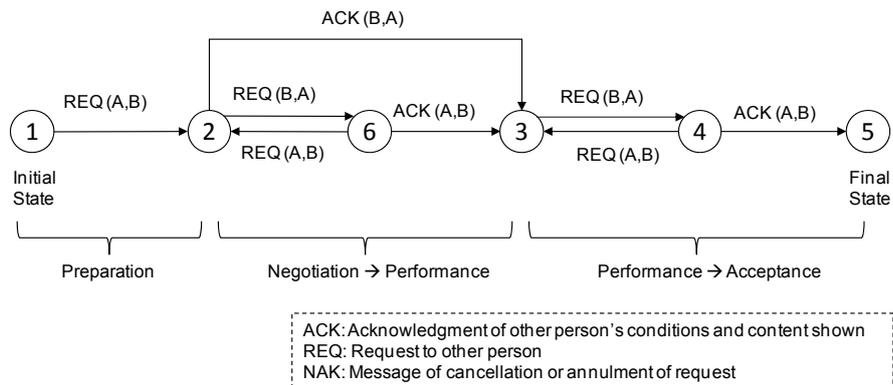 ACK (B,A)
REQ (A,B)
REQ (B,A)
ACK (A,B)
REQ (B,A)
ACK (A,B)
1
2
6
3
4
5
REQ (A,B)
REQ (A,B)
Initial
State
Final
State
Preparation
Negotiation → Performance
Performance → Acceptance
ACK: Acknowledgment of other person's conditions and content shown
REQ: Request to other person
NAK: Message of cancellation or annulment of request